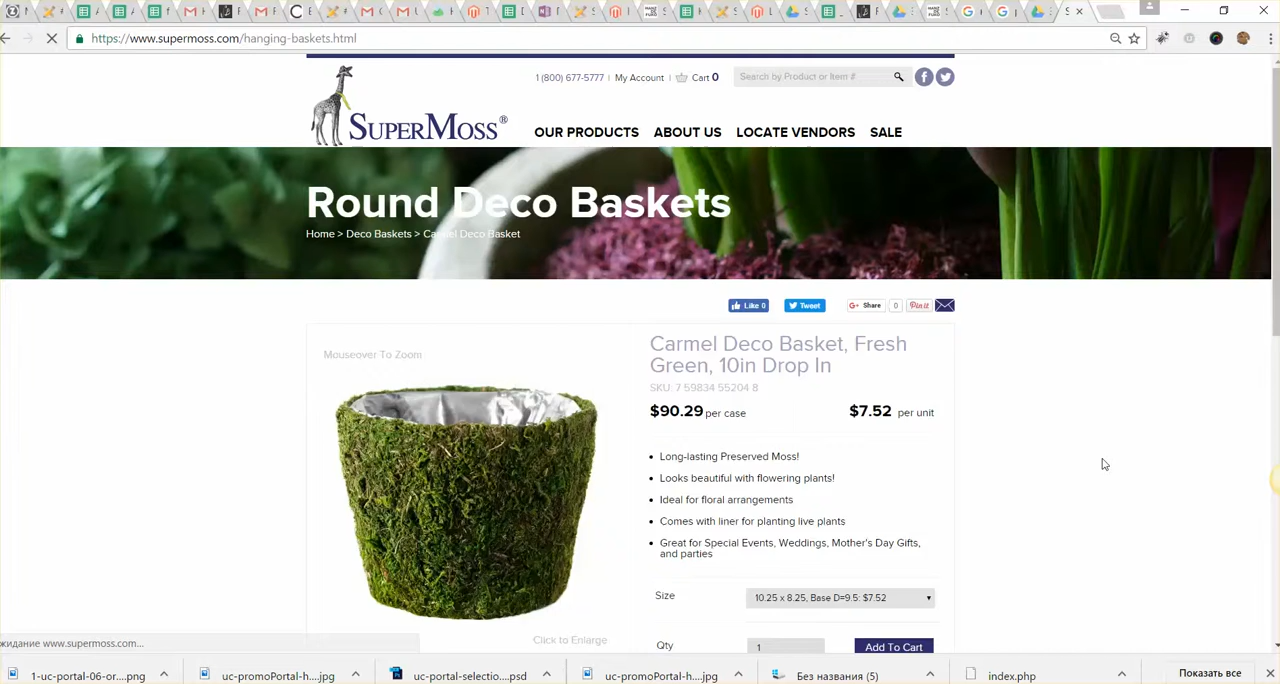 https://www.supermoss.com/hanging-baskets.html
1 (800) 677-5777 | My Account | Cart 0
Search by Product or Item #
SUPERMOSS®
OUR PRODUCTS ABOUT US LOCATE VENDORS SALE
Round Deco Baskets
Home > Deco Baskets > Carmel Deco Basket
Like 0 Tweet G+ Share 0 Pin it
Mouseover To Zoom
Carmel Deco Basket, Fresh
Green, 10in Drop In
SKU: 7 59834 55204 8
$90.29 per case $7.52 per unit
Long-lasting Preserved Moss!
Looks beautiful with flowering plants!
Ideal for floral arrangements
Comes with liner for planting live plants
Great for Special Events, Weddings, Mother's Day Gifts,
and parties
Size 10.25 x 8.25, Base D=9.5: $7.52
Click to Enlarge
Qty 1 Add To Cart
жидание www.supermoss.com...
1-uc-portal-06-or....png uc-promoPortal-h....jpg uc-portal-selectio....psd uc-promoPortal-h....jpg Без названия (5) index.php Показать все